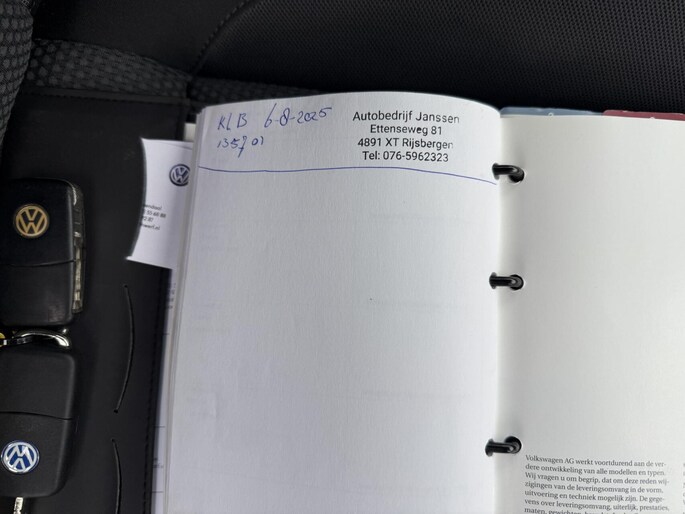 KLB 6-8-2025
135701
Autobedrijf Janssen
Ettenseweg 81
4891 XT Rijsbergen
Tel: 076-5962323
Volkswagen AG werkt voortdurend aan de ver-
dere ontwikkeling van alle modellen en typen.
Wij vragen u om begrip, dat om deze reden wij-
zigingen van de leveringsomvang in de vorm,
uitvoering en techniek mogelijk zijn. De gege-
vens over leveringsomvang, uiterlijk, prestaties,
maten, gewichten,